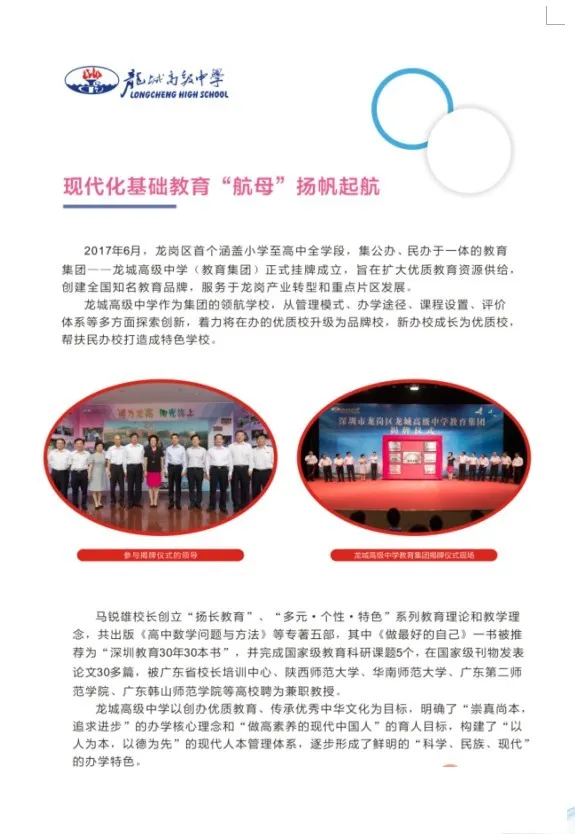 龍城高級中學
LONGCHENG HIGH SCHOOL
现代化基础教育“航母”扬帆起航
2017年6月，龙岗区首个涵盖小学至高中全学段，集公办、民办于一体的教育
集团——龙城高级中学（教育集团）正式挂牌成立，旨在扩大优质教育资源供给，
创建全国知名教育品牌，服务于龙岗产业转型和重点片区发展。
龙城高级中学作为集团的领航学校，从管理模式、办学途径、课程设置、评价
体系等多方面探索创新，着力将在办的优质校升级为品牌校，新办校成长为优质校，
帮扶民办校打造成特色学校。
深圳市龙岗区龙城高级中学教育集团
揭牌仪式
参与揭牌仪式的领导
龙城高级中学教育集团揭牌仪式现场
马锐雄校长创立“扬长教育”、“多元·个性·特色”系列教育理论和教学理
念，共出版《高中数学问题与方法》等专著五部，其中《做最好的自己》一书被推
荐为“深圳教育30年30本书”，并完成国家级教育科研课题5个，在国家级刊物发表
论文30多篇，被广东省校长培训中心、陕西师范大学、华南师范大学、广东第二师
范学院、广东韩山师范学院等高校聘为兼职教授。
龙城高级中学以创办优质教育、传承优秀中华文化为目标，明确了“崇真尚本，
追求进步”的办学核心理念和“做高素养的现代中国人”的育人目标，构建了“以
人为本，以德为先”的现代人本管理体系，逐步形成了鲜明的“科学、民族、现代”
的办学特色。